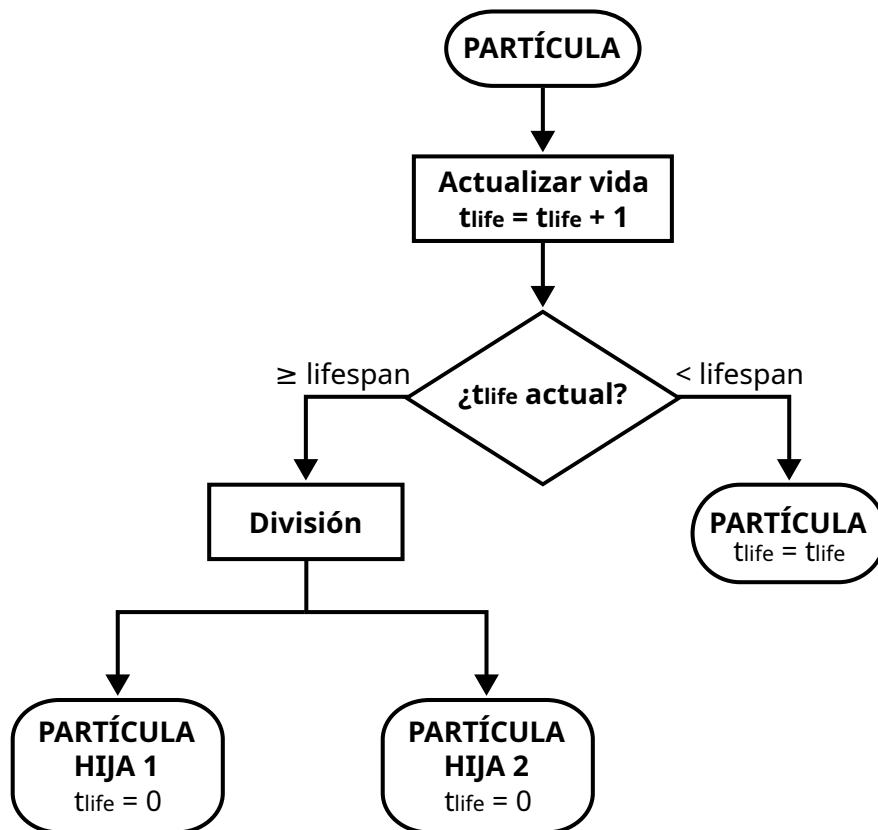 PARTÍCULA
Actualizar vida
tlife = tlife + 1
≥ lifespan
¿tlife actual?
< lifespan
División
PARTÍCULA
tlife = tlife
PARTÍCULA
HIJA 1
tlife = 0
PARTÍCULA
HIJA 2
tlife = 0